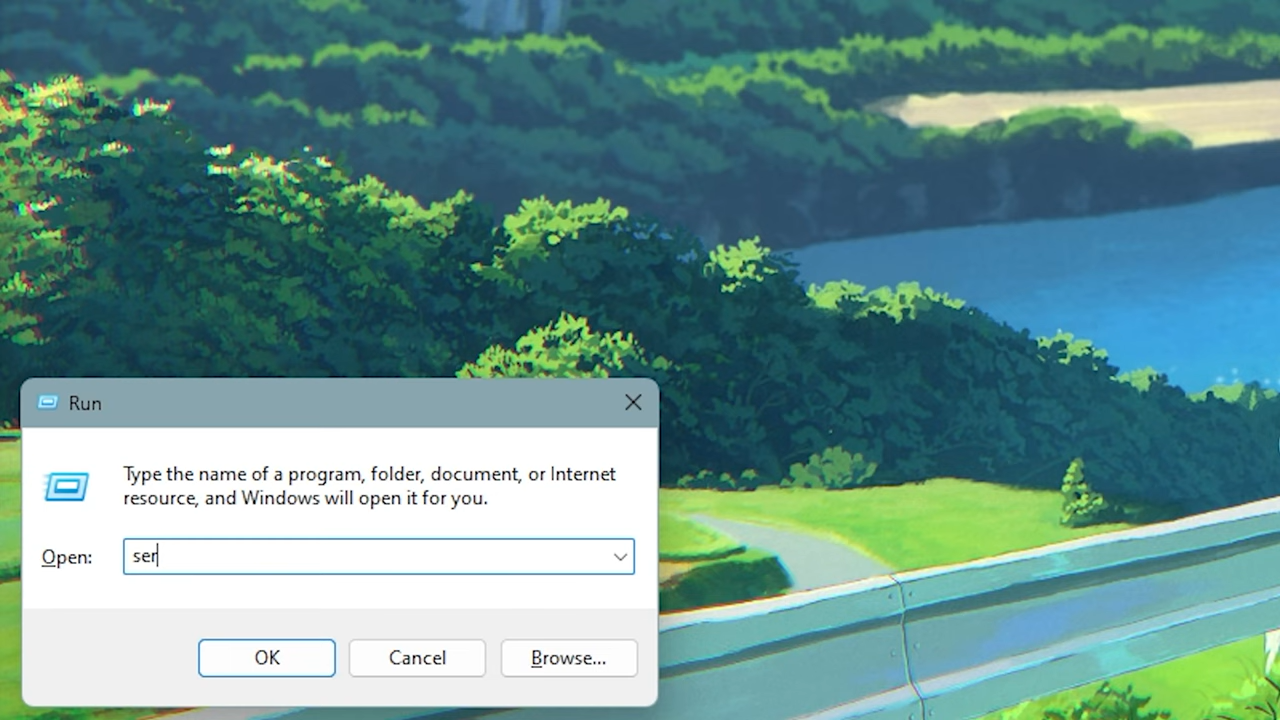 Run
Type the name of a program, folder, document, or Internet
resource, and Windows will open it for you.
Open:
ser
OK
Cancel
Browse...